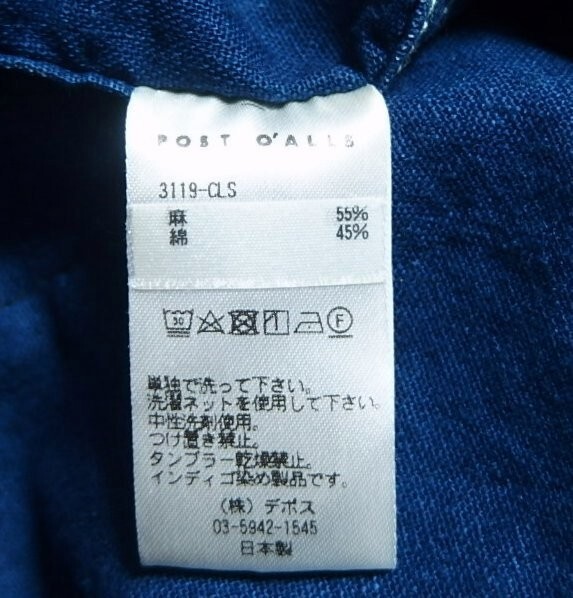 POST O'ALLS
3119-CLS
麻 55%
綿 45%
30 F
単独で洗って下さい。
洗濯ネットを使用して下さい。
中性洗剤使用。
つけ置き禁止。
タンブラー乾燥禁止。
インディゴ染め製品です。
(株)デポス
03-5942-1545
日本製